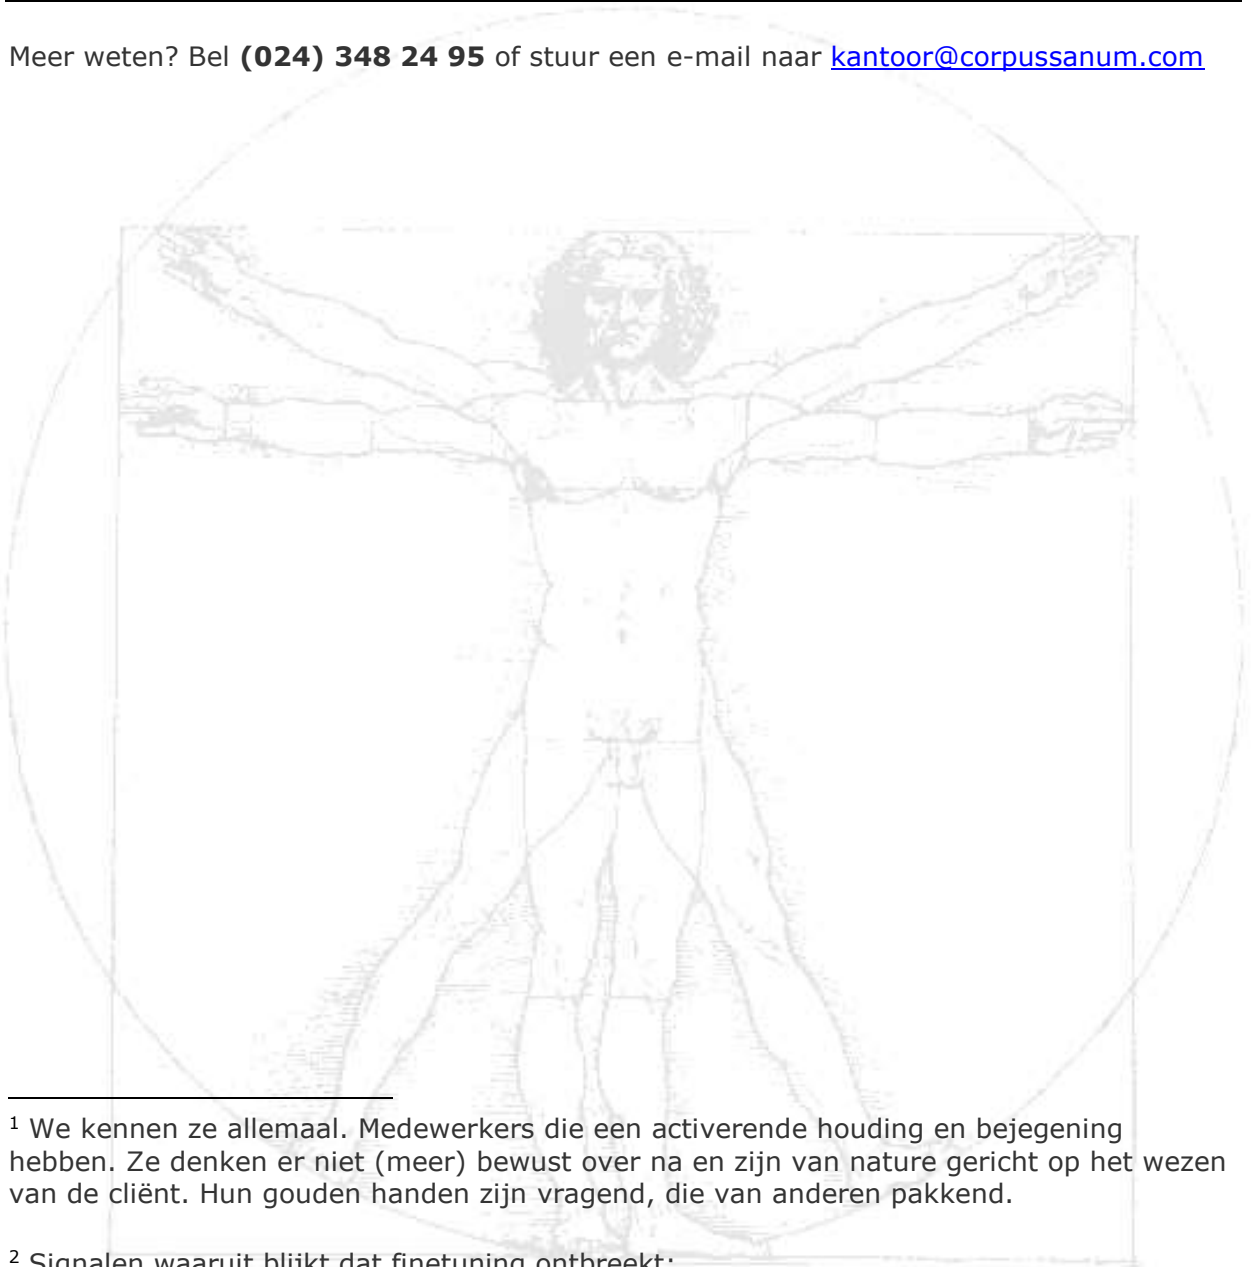 Meer weten? Bel (024) 348 24 95 of stuur een e-mail naar kantoor@corpussanum.com
1 We kennen ze allemaal. Medewerkers die een activerende houding en bejegening
hebben. Ze denken er niet (meer) bewust over na en zijn van nature gericht op het wezen
van de cliënt. Hun gouden handen zijn vragend, die van anderen pakkend.
2 Signalen waaruit blijkt dat finetuning ontbreekt: